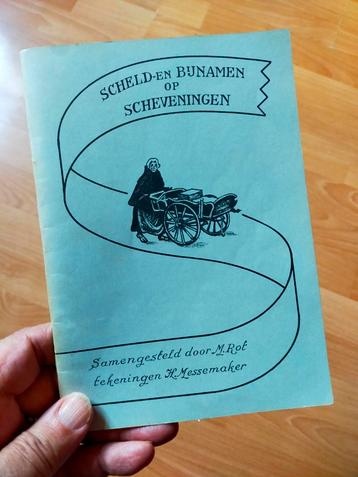 SCHELD-EN BIJNAMEN
OP
SCHEVENINGEN
Samengesteld door M. Rot
tekeningen H. Messemaker